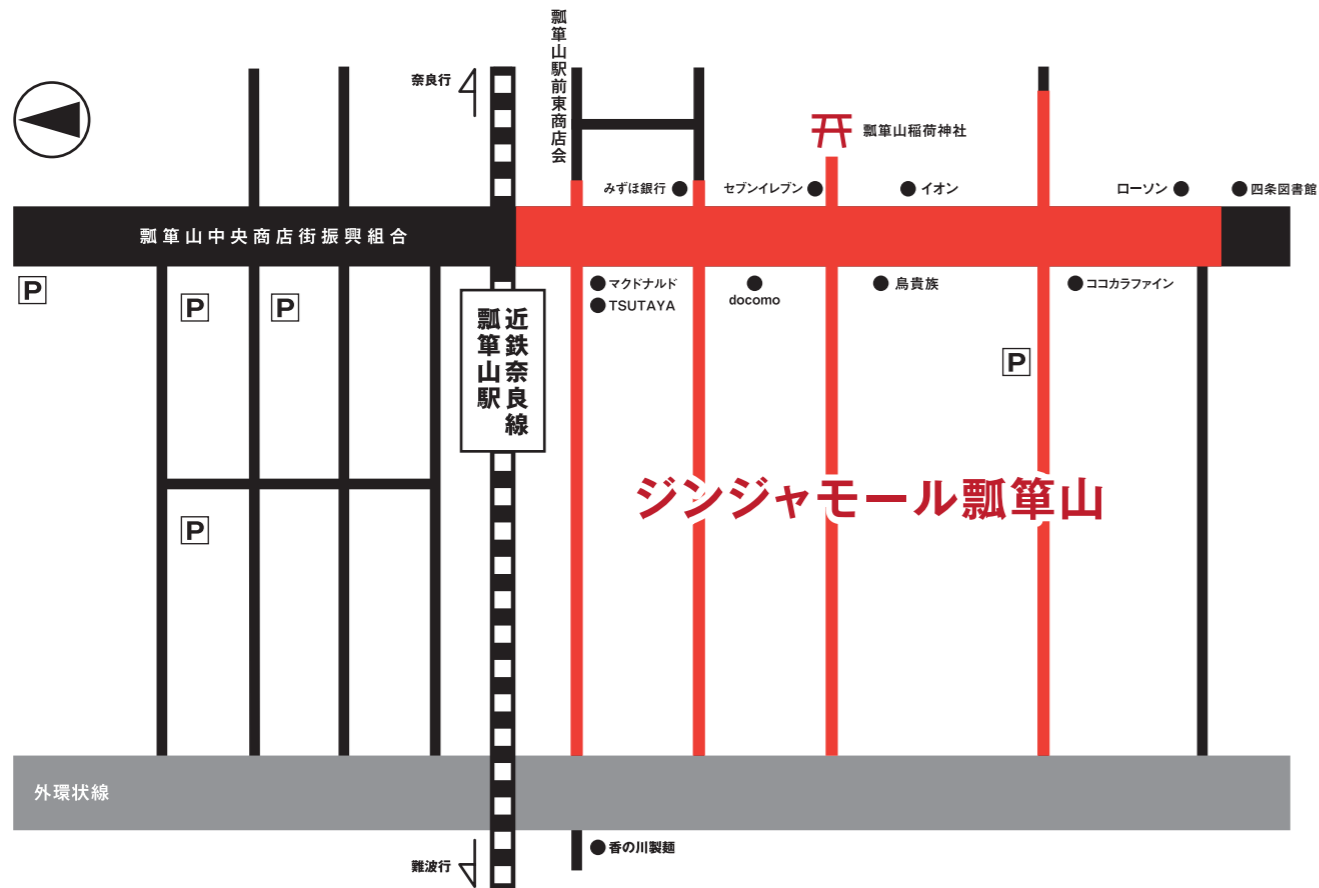 瓢箪山駅前東商店会
奈良行
瓢箪山稲荷神社
みずほ銀行
セブンイレブン
イオン
ローソン
四条図書館
瓢箪山中央商店街振興組合
P
P
P
マクドナルド
TSUTAYA
docomo
鳥貴族
ココカラファイン
近鉄奈良線
瓢箪山駅
P
ジンジャモール瓢箪山
P
外環状線
香の川製麺
難波行